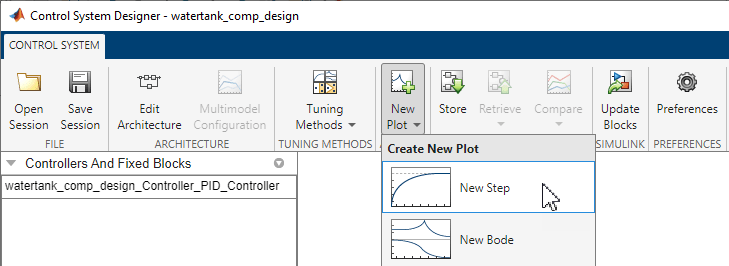 Control System Designer - watertank_comp_design
CONTROL SYSTEM
Open Session
Save Session
Edit Architecture
Multimodel Configuration
Tuning Methods
New Plot
Store
Retrieve
Compare
Update Blocks
Preferences
FILE
ARCHITECTURE
TUNING METHODS
SIMULINK
PREFERENCES
Controllers And Fixed Blocks
watertank_comp_design_Controller_PID_Controller
Create New Plot
New Step
New Bode